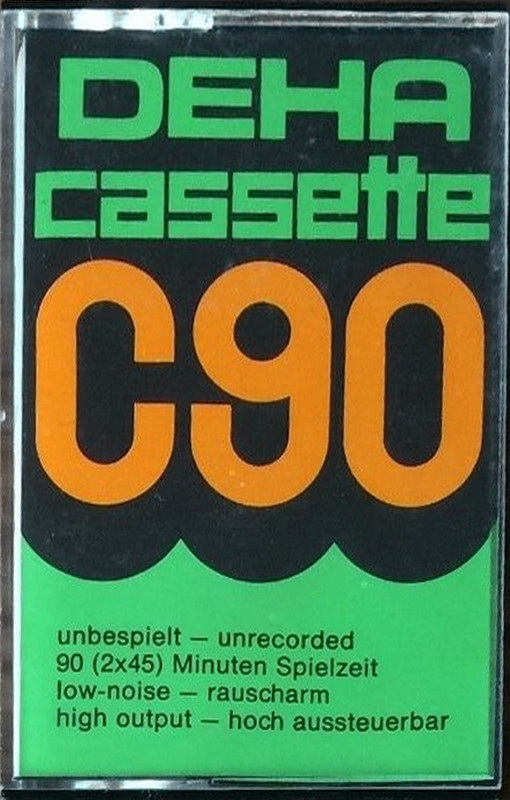 DEHA
cassette
C90
unbespielt – unrecorded
90 (2x45) Minuten Spielzeit
low-noise – rauscharm
high output – hoch aussteuerbar